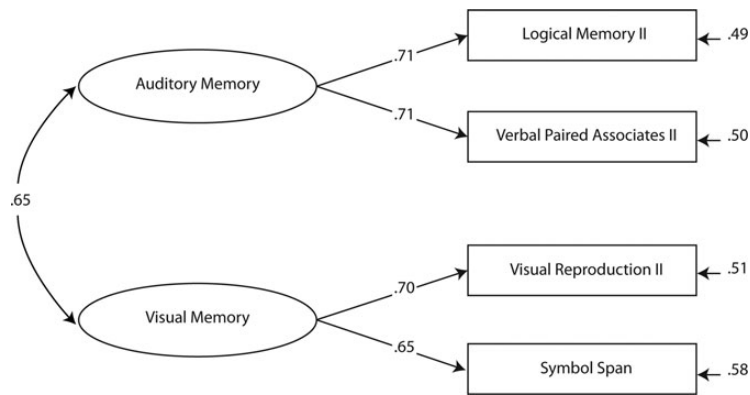 Logical Memory II
.49
.71
Auditory Memory
.71
Verbal Paired Associates II
.50
.65
Visual Reproduction II
.51
.70
Visual Memory
.65
Symbol Span
.58